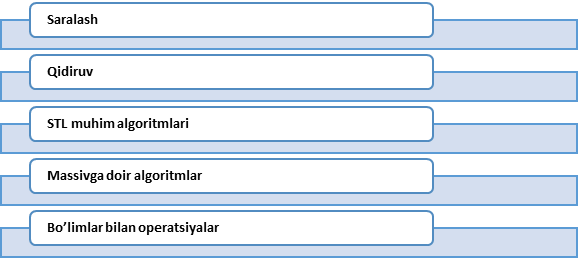 Saralash
Qidiruv
STL muhim algoritmlari
Massivga doir algoritmlar
Bo’limlar bilan operatsiyalar